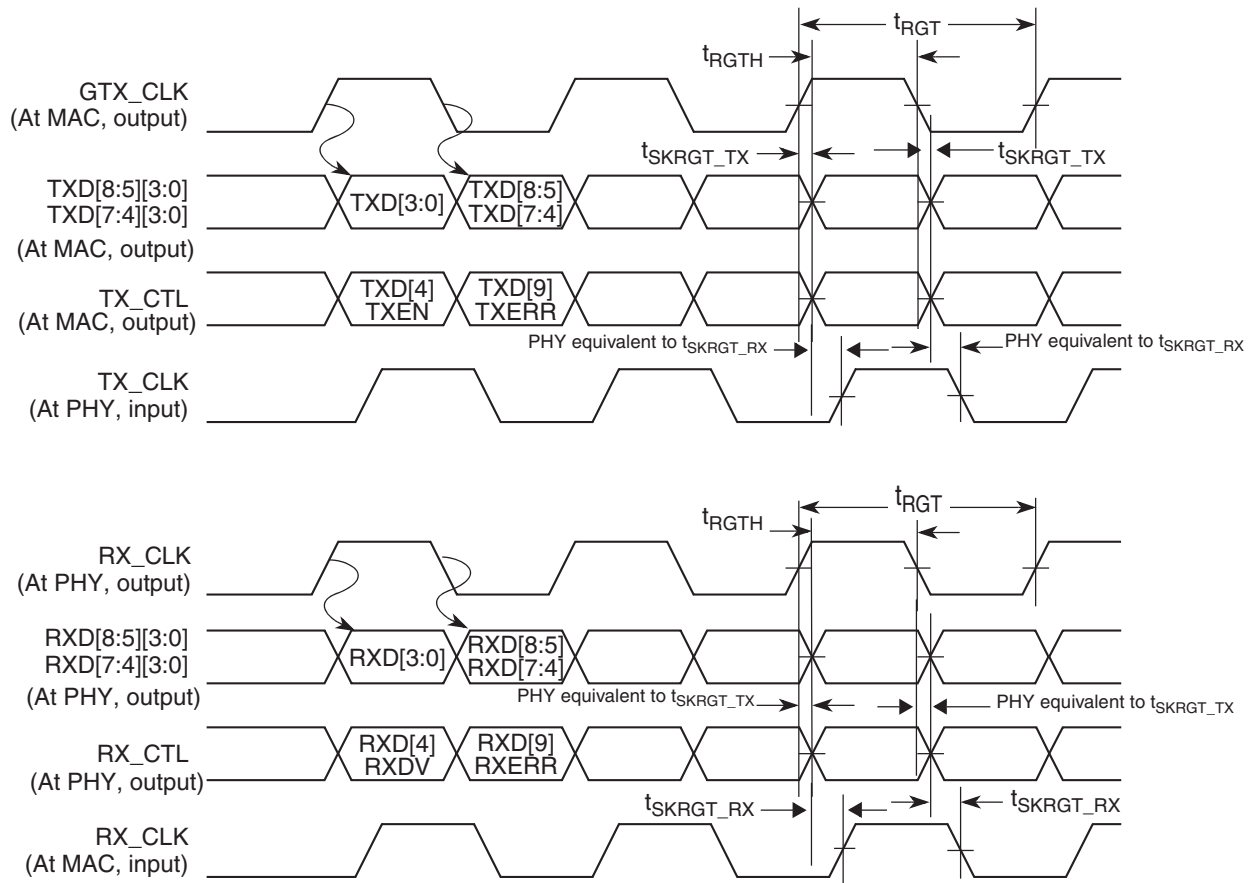 tRGT
tRGTH
GTX_CLK
(At MAC, output)
tSKRGT_TX
tSKRGT_TX
TXD[8:5][3:0]
TXD[7:4][3:0]
(At MAC, output)
TXD[3:0]
TXD[8:5]
TXD[7:4]
TX_CTL
(At MAC, output)
TXD[4]
TXEN
TXD[9]
TXERR
PHY equivalent to tSKRGT_RX
PHY equivalent to tSKRGT_RX
TX_CLK
(At PHY, input)
tRGT
tRGTH
RX_CLK
(At PHY, output)
RXD[8:5][3:0]
RXD[7:4][3:0]
(At PHY, output)
RXD[3:0]
RXD[8:5]
RXD[7:4]
PHY equivalent to tSKRGT_TX
PHY equivalent to tSKRGT_TX
RX_CTL
(At PHY, output)
RXD[4]
RXDV
RXD[9]
RXERR
tSKRGT_RX
tSKRGT_RX
RX_CLK
(At MAC, input)